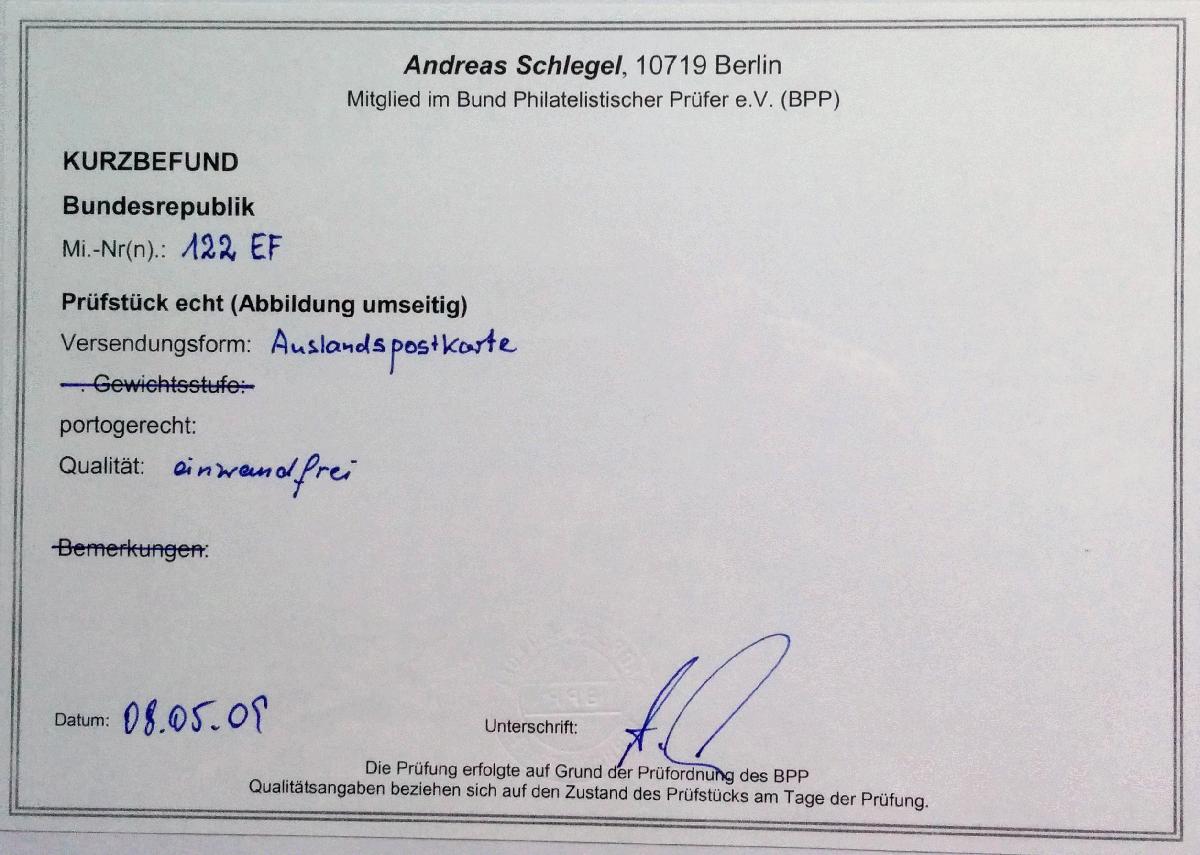 Andreas Schlegel, 10719 Berlin
Mitglied im Bund Philatelistischer Prüfer e.V. (BPP)
KURZBEFUND
Bundesrepublik
Mi.-Nr(n).: 122 EF
Prüfstück echt (Abbildung umseitig)
Versendungsform: Auslandspostkarte
. Gewichtsstufe:
portogerecht:
Qualität: einwandfrei
Bemerkungen:
Datum: 08.05.09
Unterschrift:
Die Prüfung erfolgte auf Grund der Prüfordnung des BPP
Qualitätsangaben beziehen sich auf den Zustand des Prüfstücks am Tage der Prüfung.